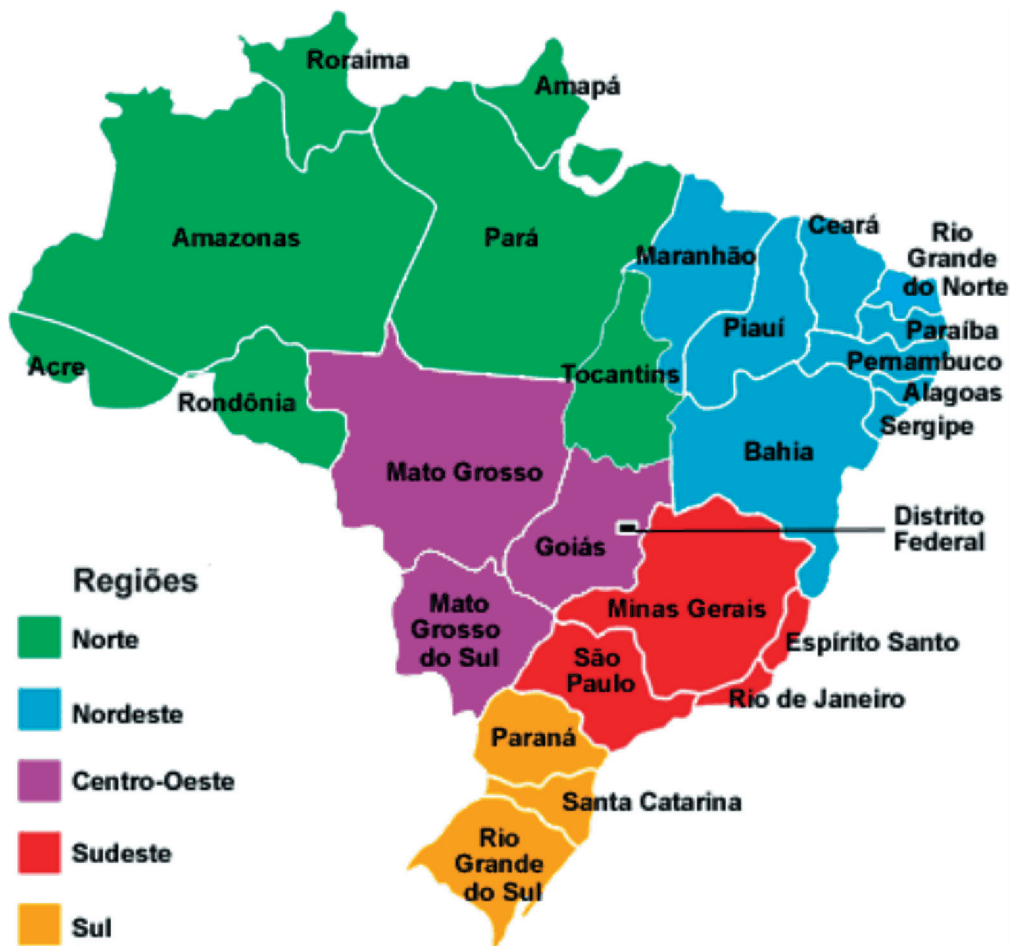 Roraima
Amapá
Amazonas
Pará
Maranhão
Ceará
Rio
Grande
do Norte
Piauí
Paraíba
Pernambuco
Alagoas
Sergipe
Acre
Rondônia
Tocantins
Bahia
Mato Grosso
Goiás
Distrito
Federal
Mato
Grosso
do Sul
Minas Gerais
Espírito Santo
São
Paulo
Rio de Janeiro
Paraná
Santa Catarina
Rio
Grande
do Sul
Regiões
Norte
Nordeste
Centro-Oeste
Sudeste
Sul